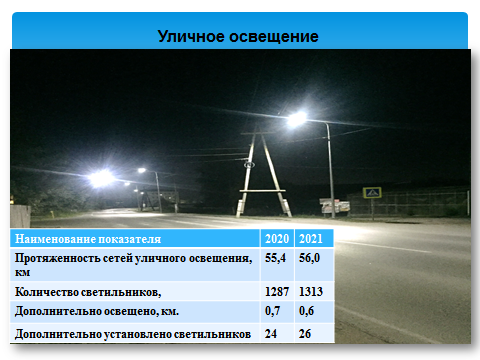 Уличное освещение
Наименование показателя 2020 2021
Протяженность сетей уличного освещения, 55,4 56,0
км
Количество светильников, 1287 1313
Дополнительно освещено, км. 0,7 0,6
Дополнительно установлено светильников 24 26